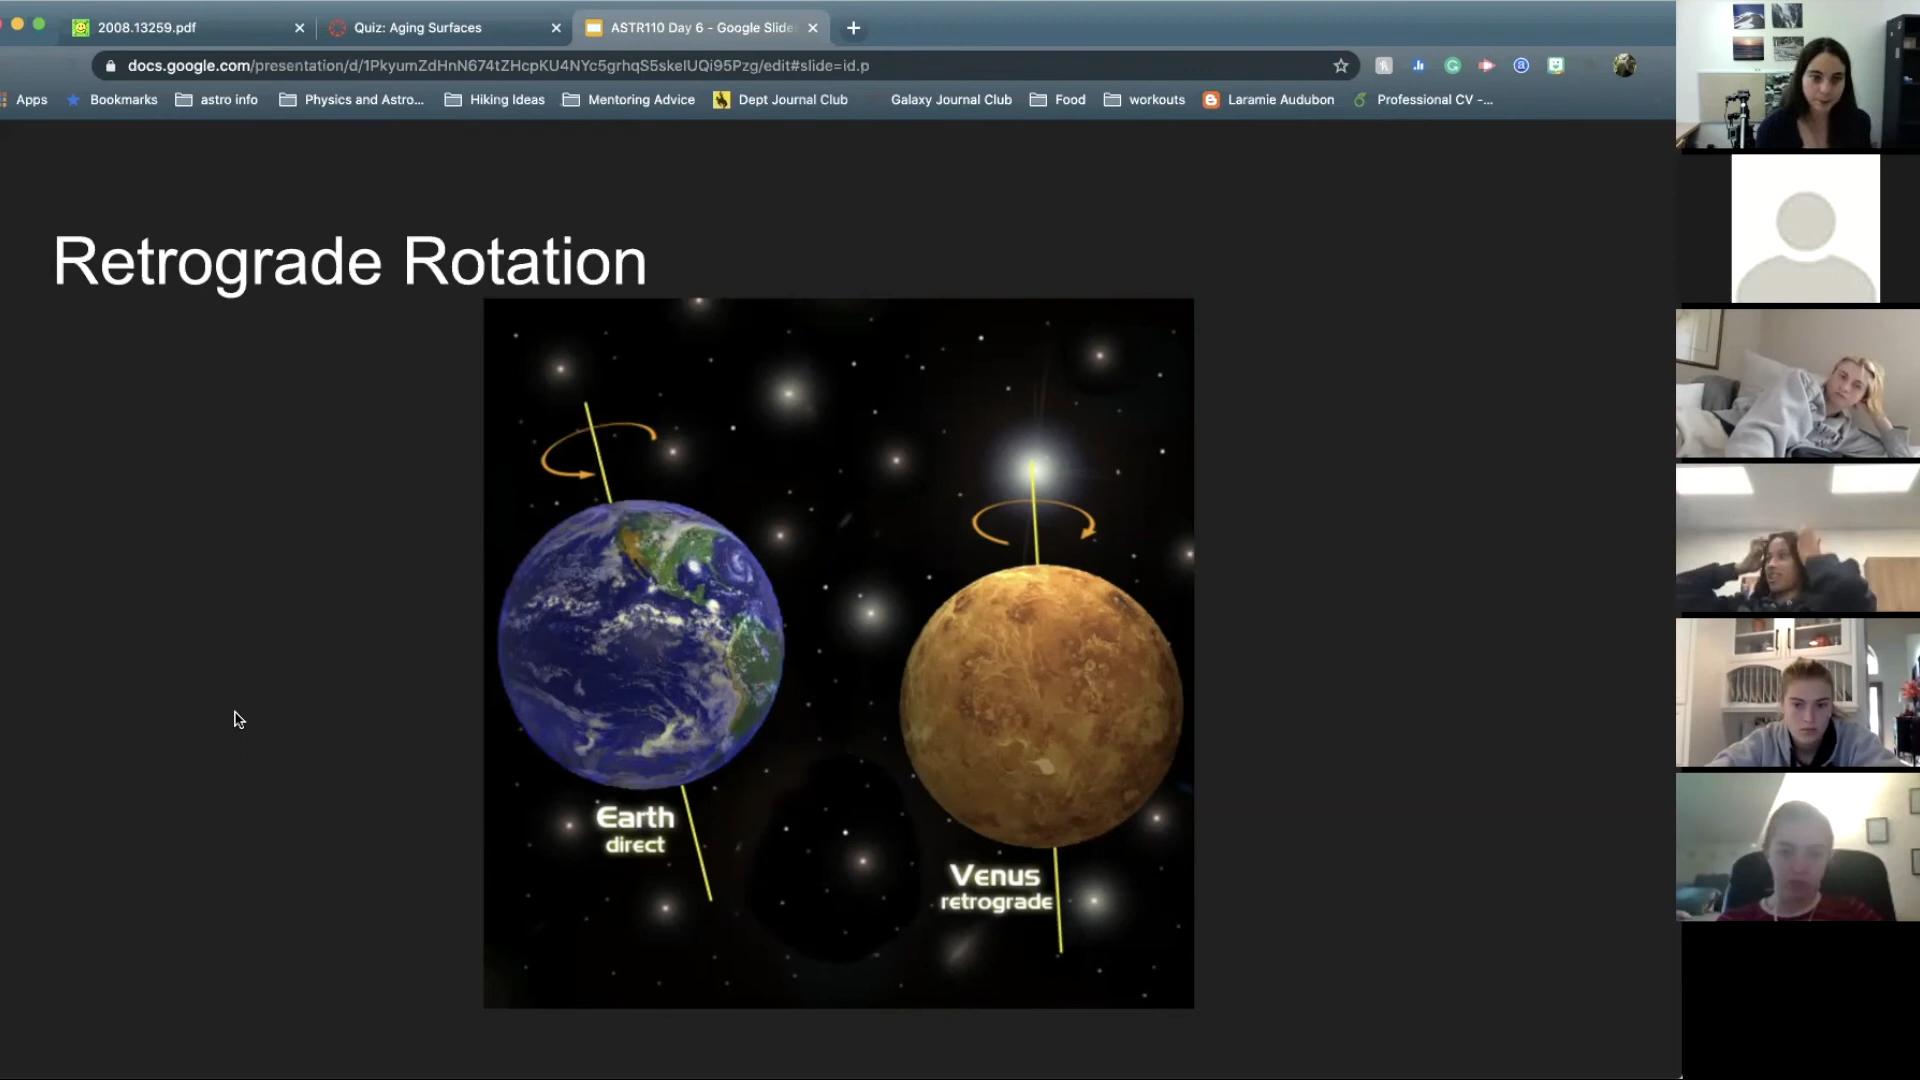 2008.13259.pdf
Quiz: Aging Surfaces
ASTR110 Day 6 - Google Slide
docs.google.com/presentation/d/1PkyumZdHnN674tZHcpKU4NYc5grhqS5skelUQi95Pzg/edit#slide=id.p
Apps Bookmarks astro info Physics and Astro... Hiking Ideas Mentoring Advice Dept Journal Club Galaxy Journal Club Food workouts Laramie Audubon Professional CV -...
Retrograde Rotation
Earth
direct
Venus
retrograde